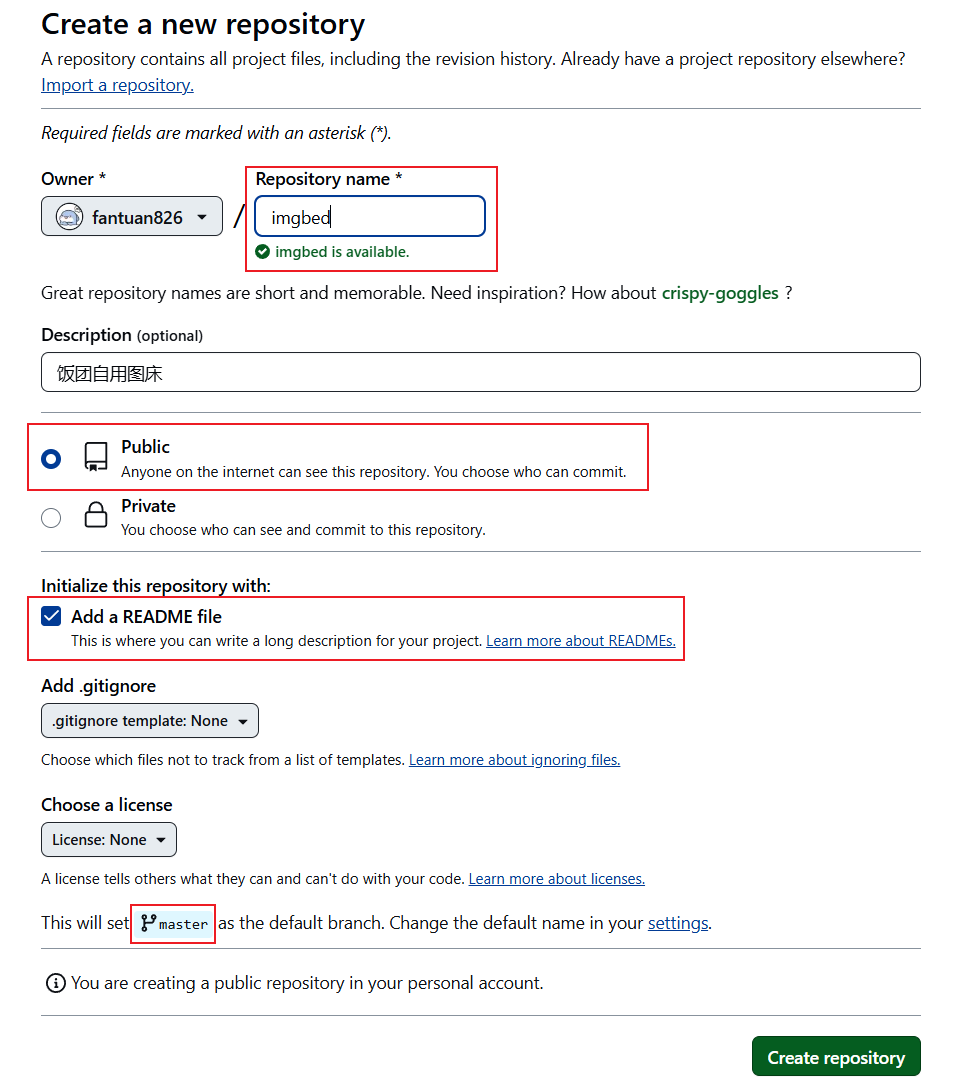 Create a new repository
A repository contains all project files, including the revision history. Already have a project repository elsewhere?
Import a repository.
Required fields are marked with an asterisk (*).
Owner *
Repository name *
fantuan826
/
imgbed
imgbed is available.
Great repository names are short and memorable. Need inspiration? How about crispy-goggles ?
Description (optional)
饭团自用图床
Public
Anyone on the internet can see this repository. You choose who can commit.
Private
You choose who can see and commit to this repository.
Initialize this repository with:
Add a README file
This is where you can write a long description for your project. Learn more about READMEs.
Add .gitignore
.gitignore template: None
Choose which files not to track from a list of templates. Learn more about ignoring files.
Choose a license
License: None
A license tells others what they can and can't do with your code. Learn more about licenses.
This will set master as the default branch. Change the default name in your settings.
You are creating a public repository in your personal account.
Create repository